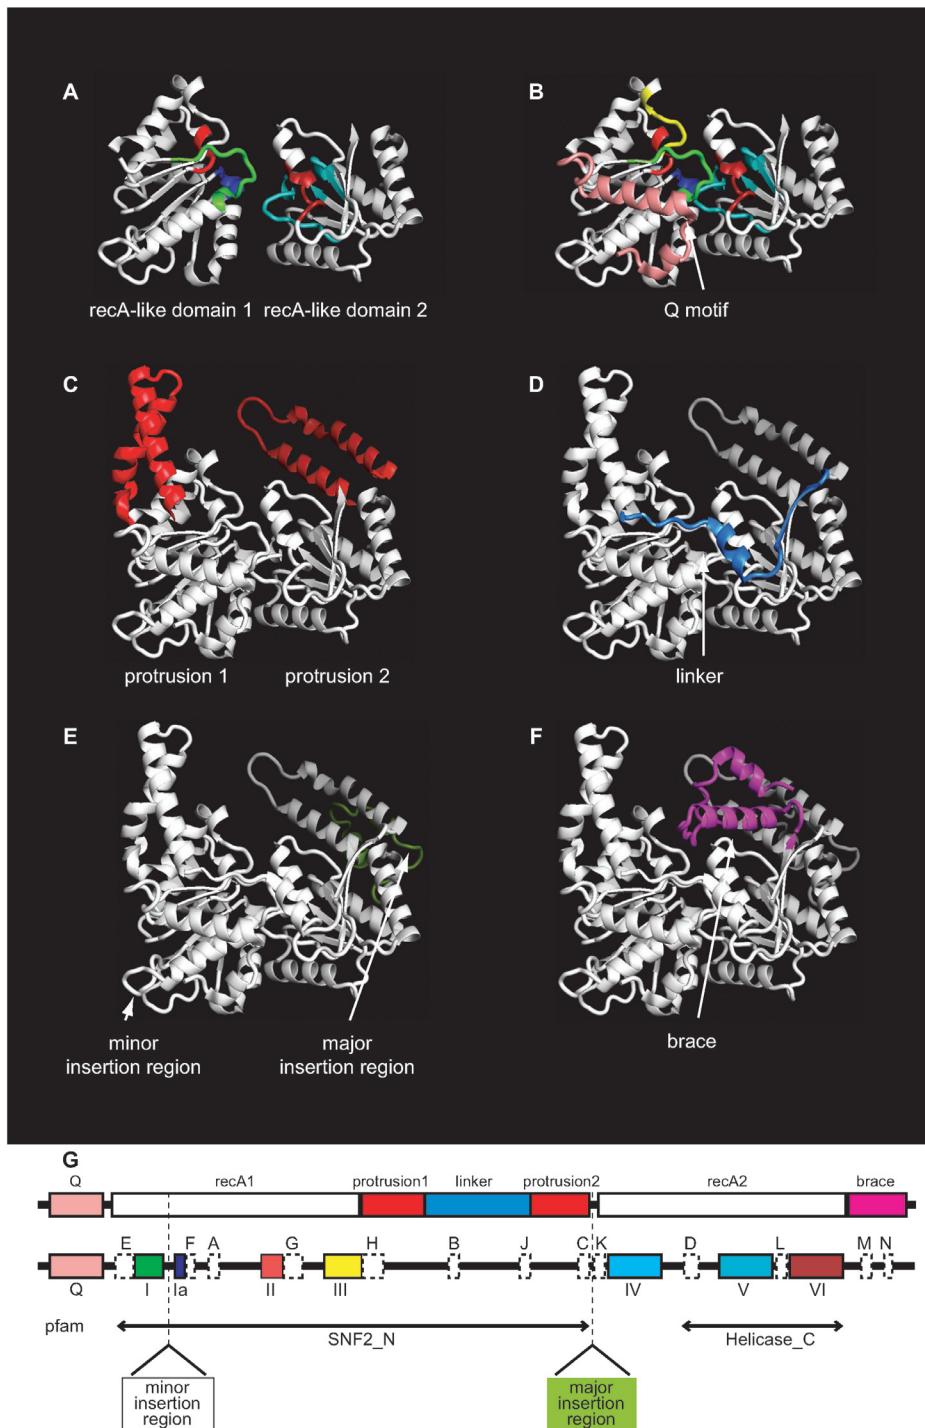 A
B
recA-like domain 1 recA-like domain 2
Q motif
C
D
protrusion 1 protrusion 2
linker
E
F
minor
insertion region
major
insertion region
brace
G
Q recA1 protrusion1 linker protrusion2 recA2 brace
E F A G H B J C K D L M N
Q I Ia II III IV V VI
pfam SNF2_N Helicase_C
minor
insertion
region
major
insertion
region